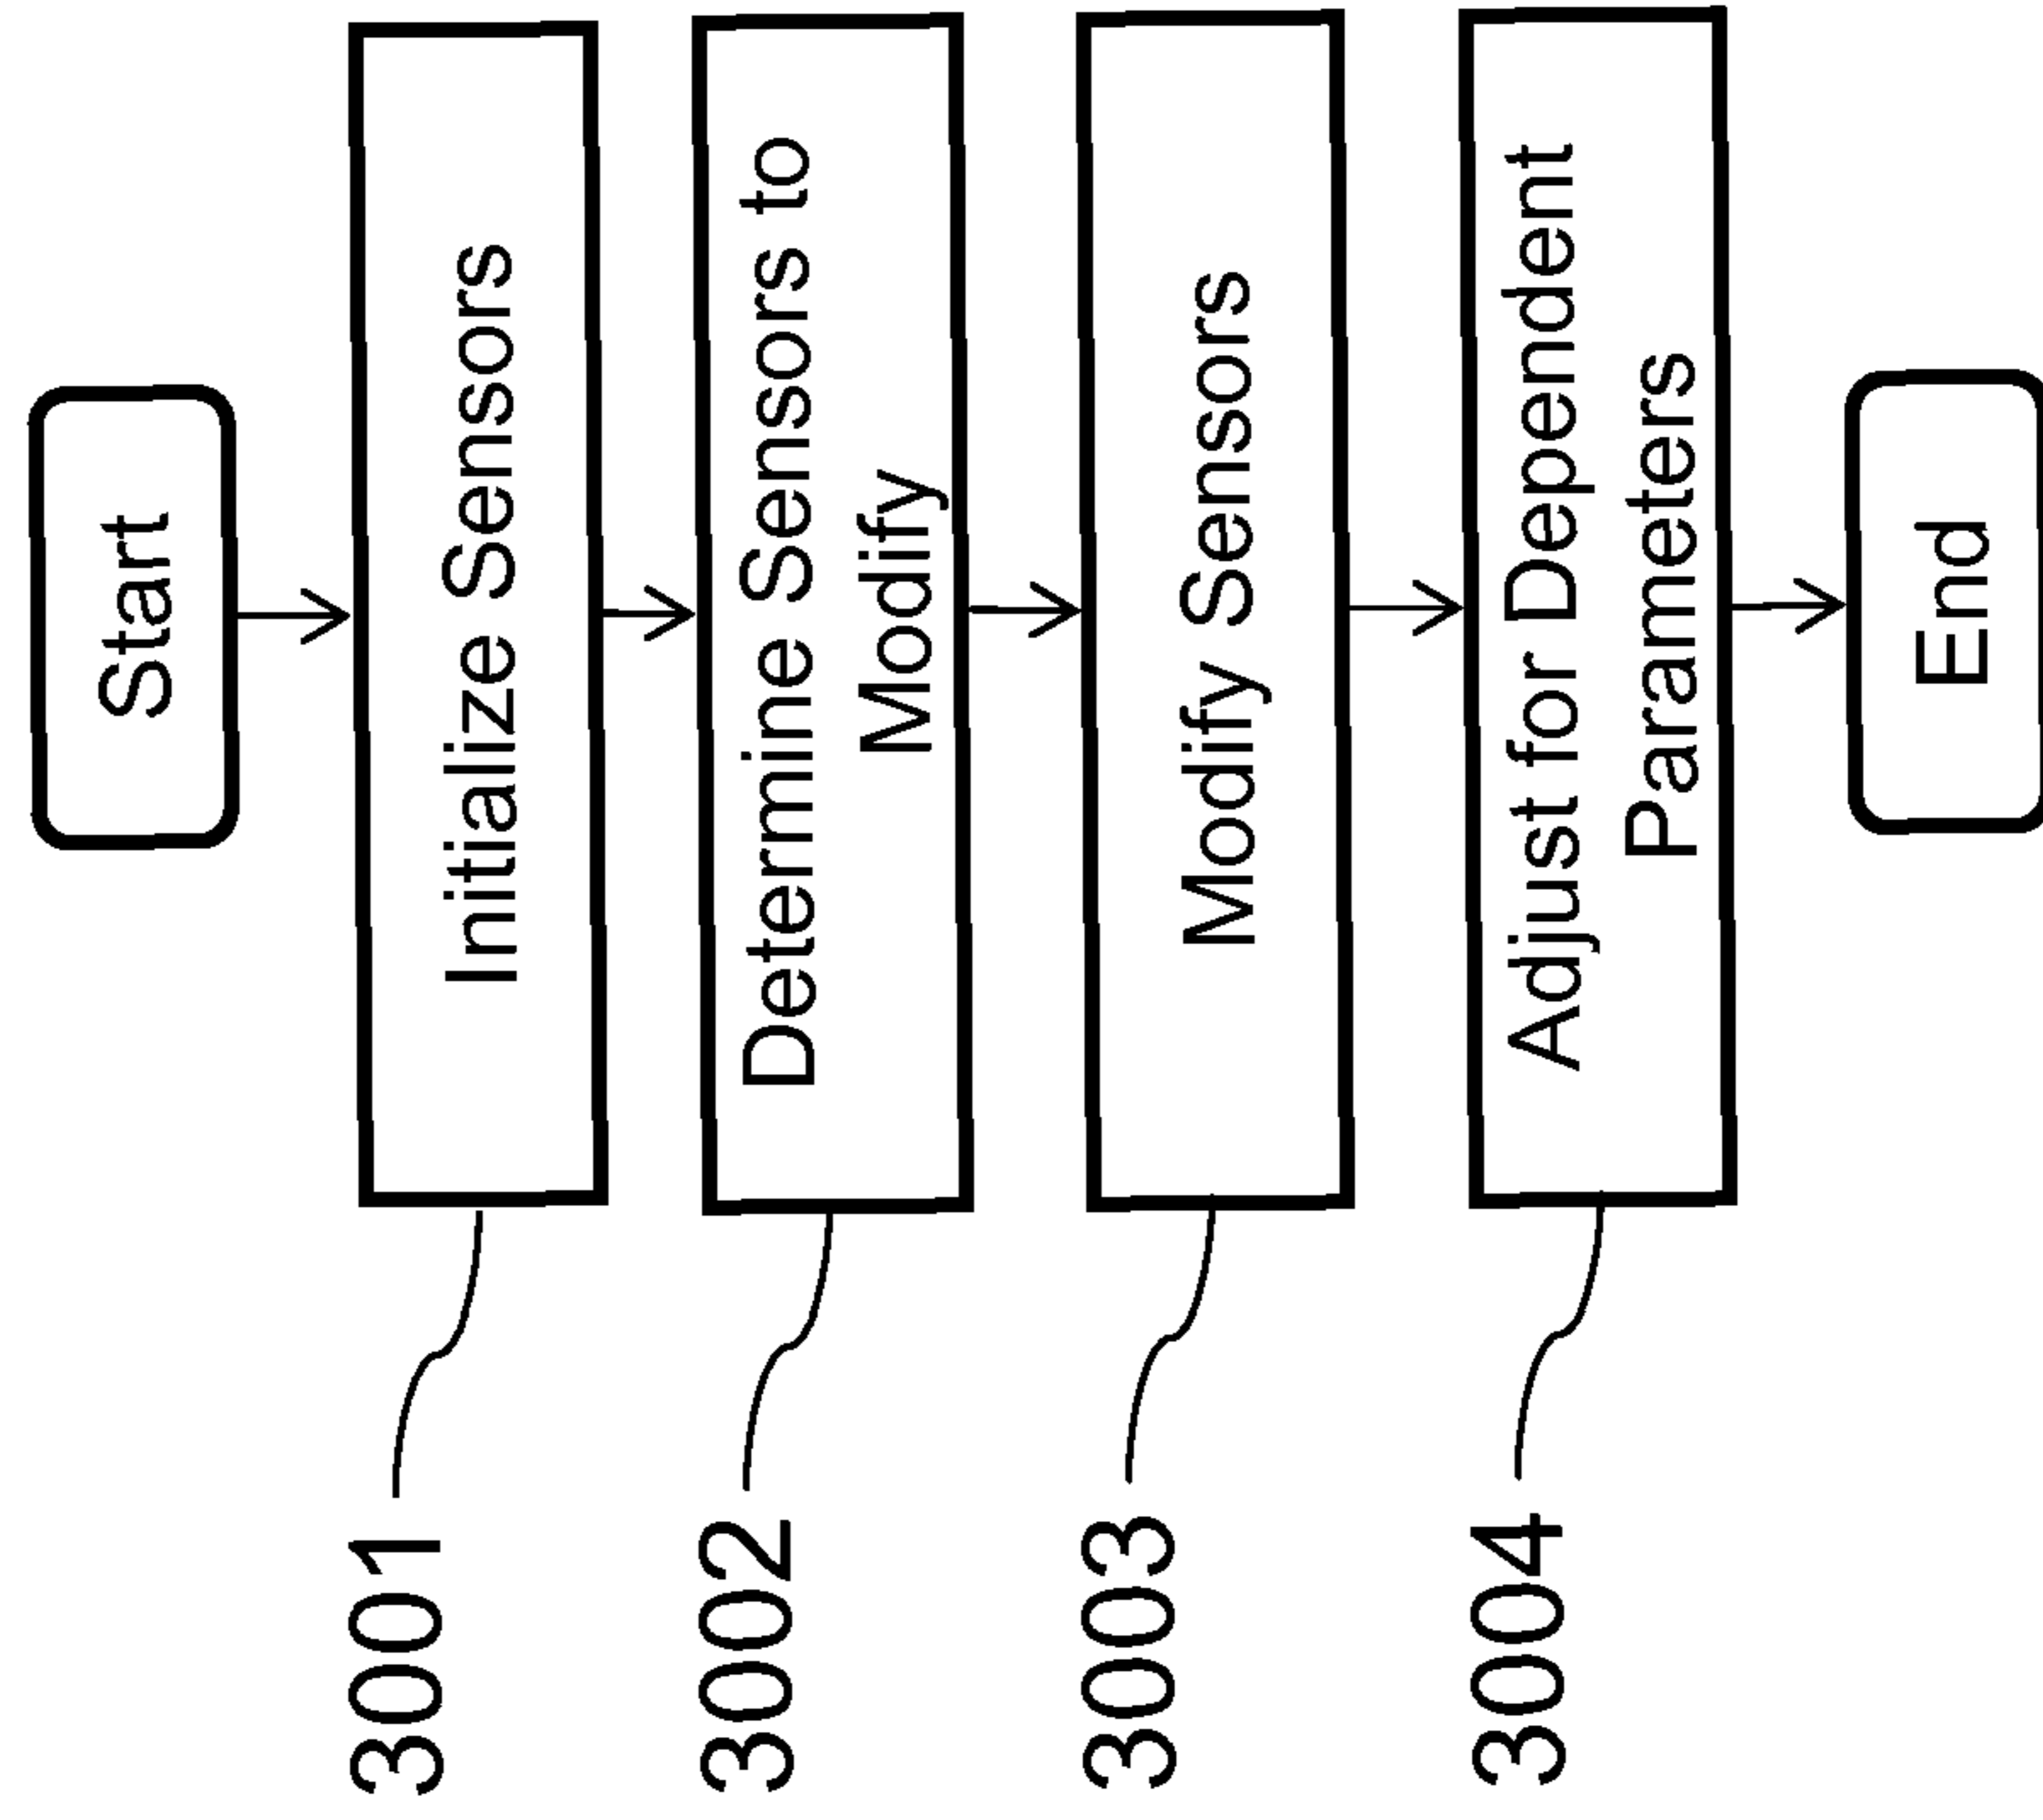 Start
3001
Initialize Sensors
3002
Determine Sensors to
Modify
3003
Modify Sensors
3004
Adjust for Dependent
Parameters
End